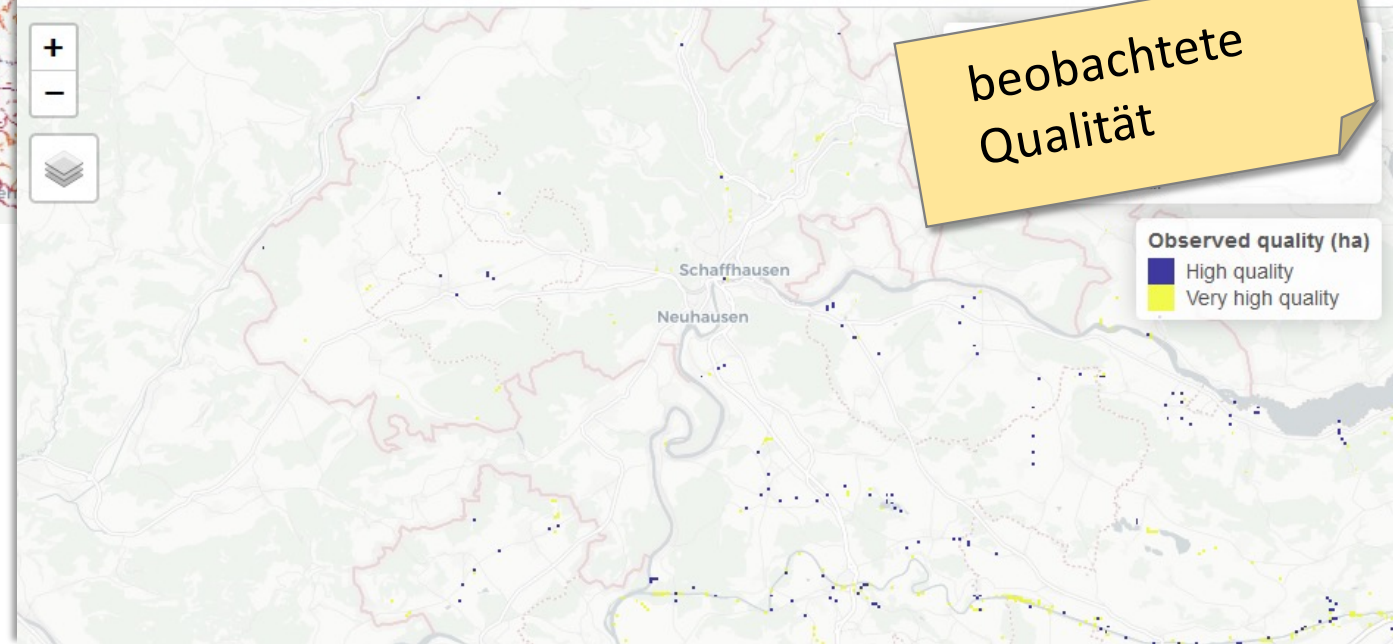 +
−
beobachtete
Qualität
Observed quality (ha)
High quality
Very high quality
Schaffhausen
Neuhausen